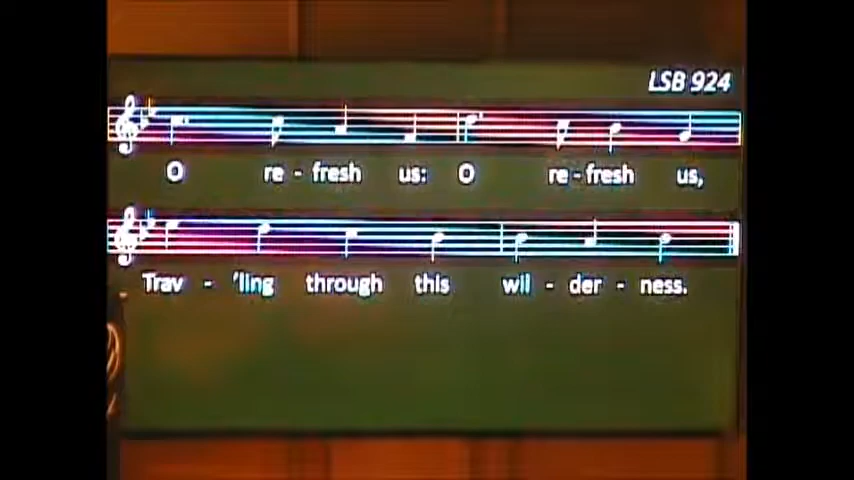 LSB 924
O re - fresh us: O re - fresh us,
Trav - 'ling through this wil - der - ness.